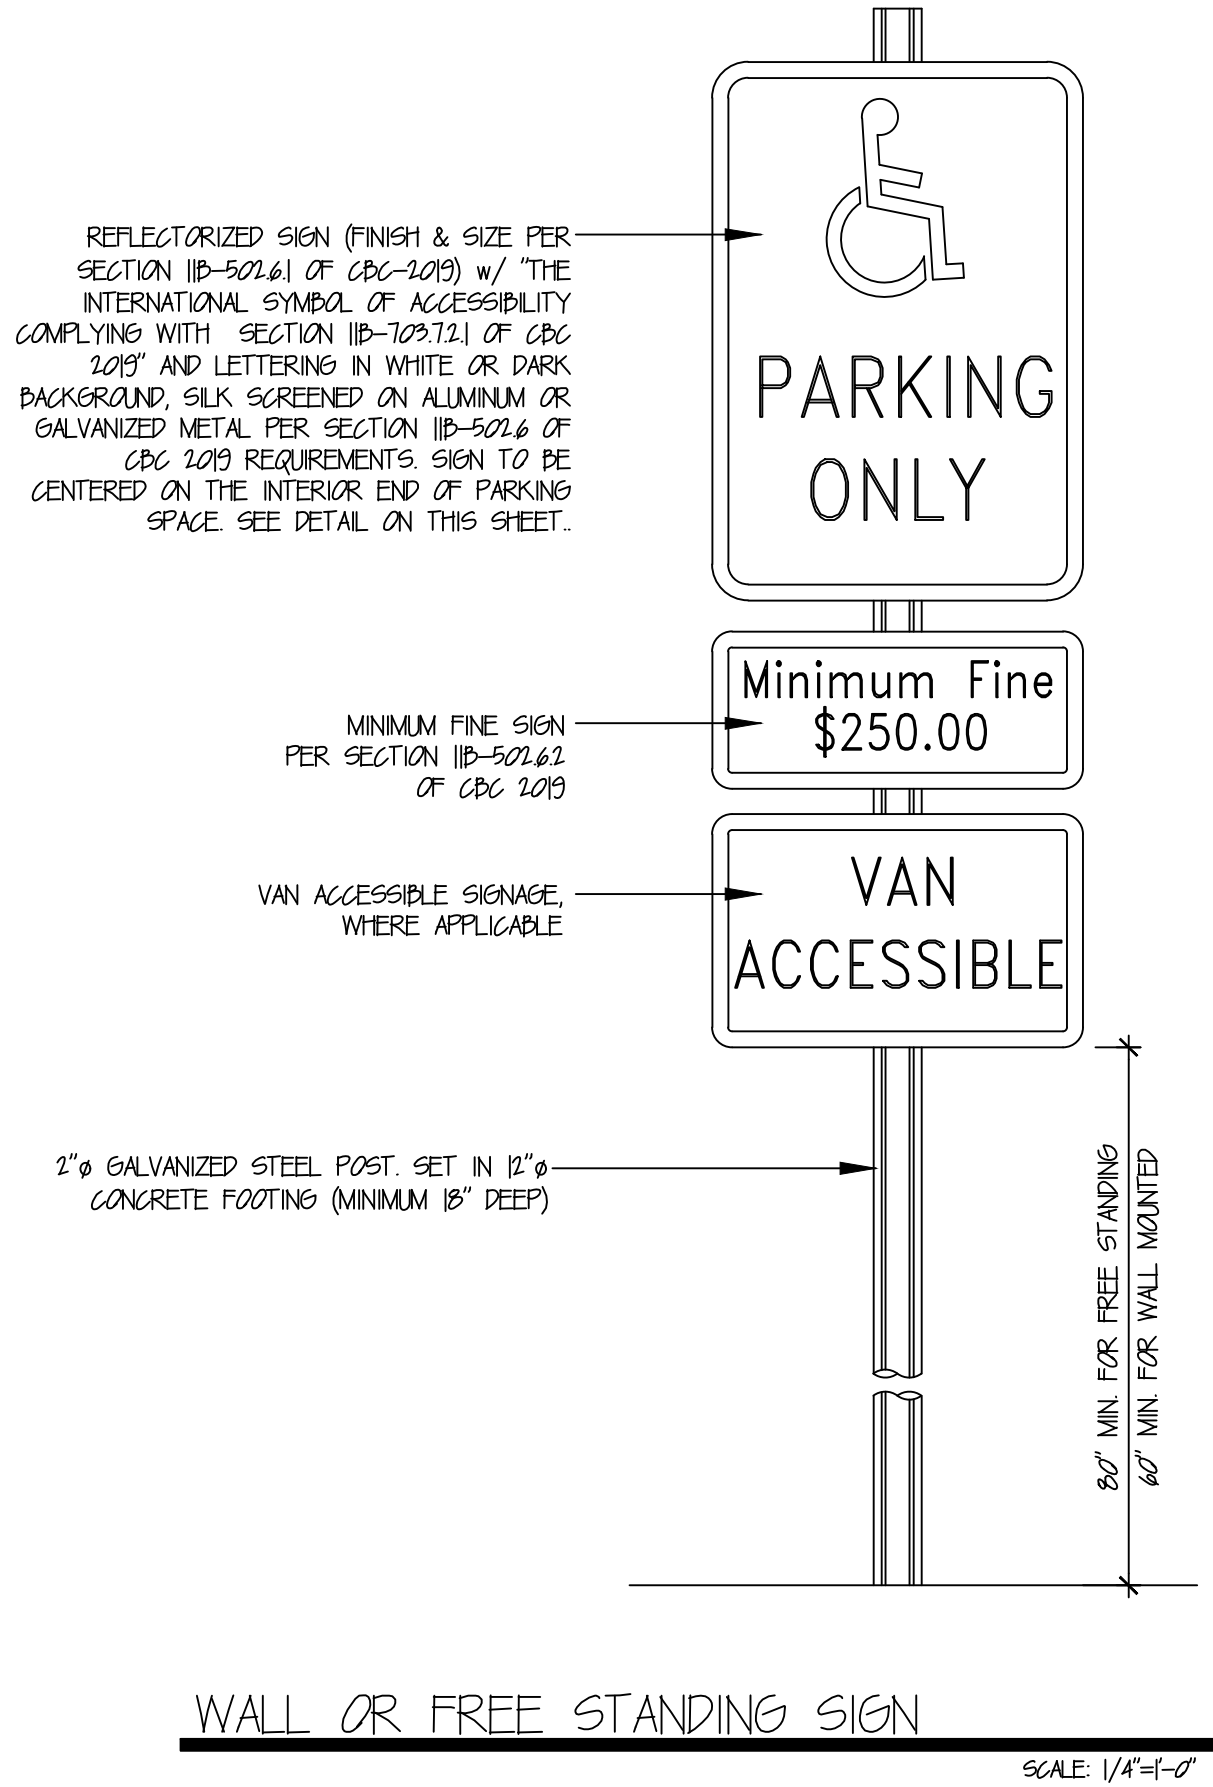 REFLECTORIZED SIGN (FINISH & SIZE PER
SECTION 11B-502.6.1 OF CBC-2019) w/ "THE
INTERNATIONAL SYMBOL OF ACCESSIBILITY
COMPLYING WITH SECTION 11B-703.7.2.1 OF CBC
2019" AND LETTERING IN WHITE OR DARK
BACKGROUND, SILK SCREENED ON ALUMINUM OR
GALVANIZED METAL PER SECTION 11B-502.6 OF
CBC 2019 REQUIREMENTS. SIGN TO BE
CENTERED ON THE INTERIOR END OF PARKING
SPACE. SEE DETAIL ON THIS SHEET..
PARKING
ONLY
MINIMUM FINE SIGN
PER SECTION 11B-502.6.2
OF CBC 2019
Minimum Fine
$250.00
VAN ACCESSIBLE SIGNAGE,
WHERE APPLICABLE
VAN
ACCESSIBLE
2"ø GALVANIZED STEEL POST. SET IN 12"ø
CONCRETE FOOTING (MINIMUM 18" DEEP)
80" MIN. FOR FREE STANDING
60" MIN. FOR WALL MOUNTED
WALL OR FREE STANDING SIGN
SCALE: 1/4"=1'-0"